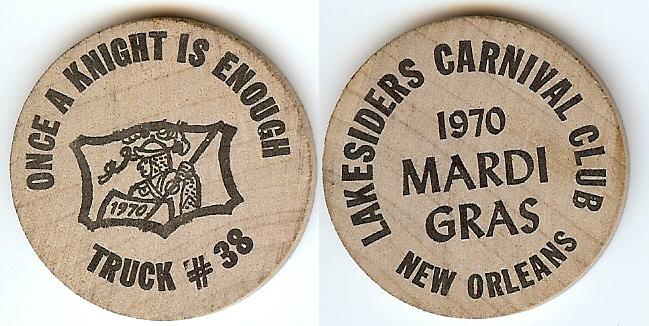 ONCE A KNIGHT IS ENOUGH
1970
TRUCK # 38
LAKESIDERS CARNIVAL CLUB
1970
MARDI
GRAS
NEW ORLEANS